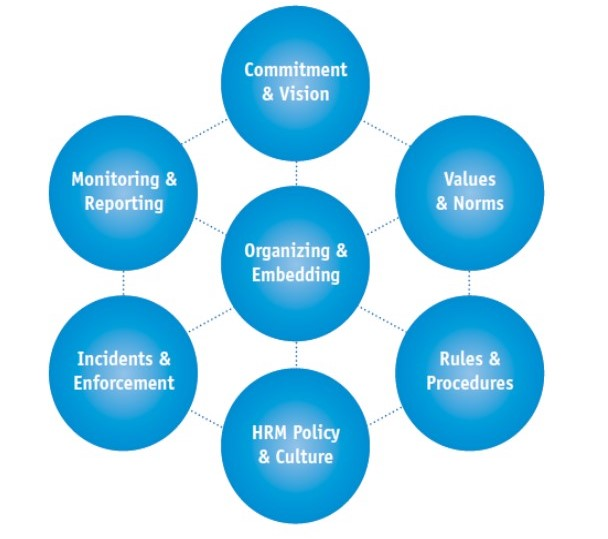 Commitment
& Vision
Monitoring &
Reporting
Values
& Norms
Organizing &
Embedding
Incidents &
Enforcement
Rules &
Procedures
HRM Policy
& Culture